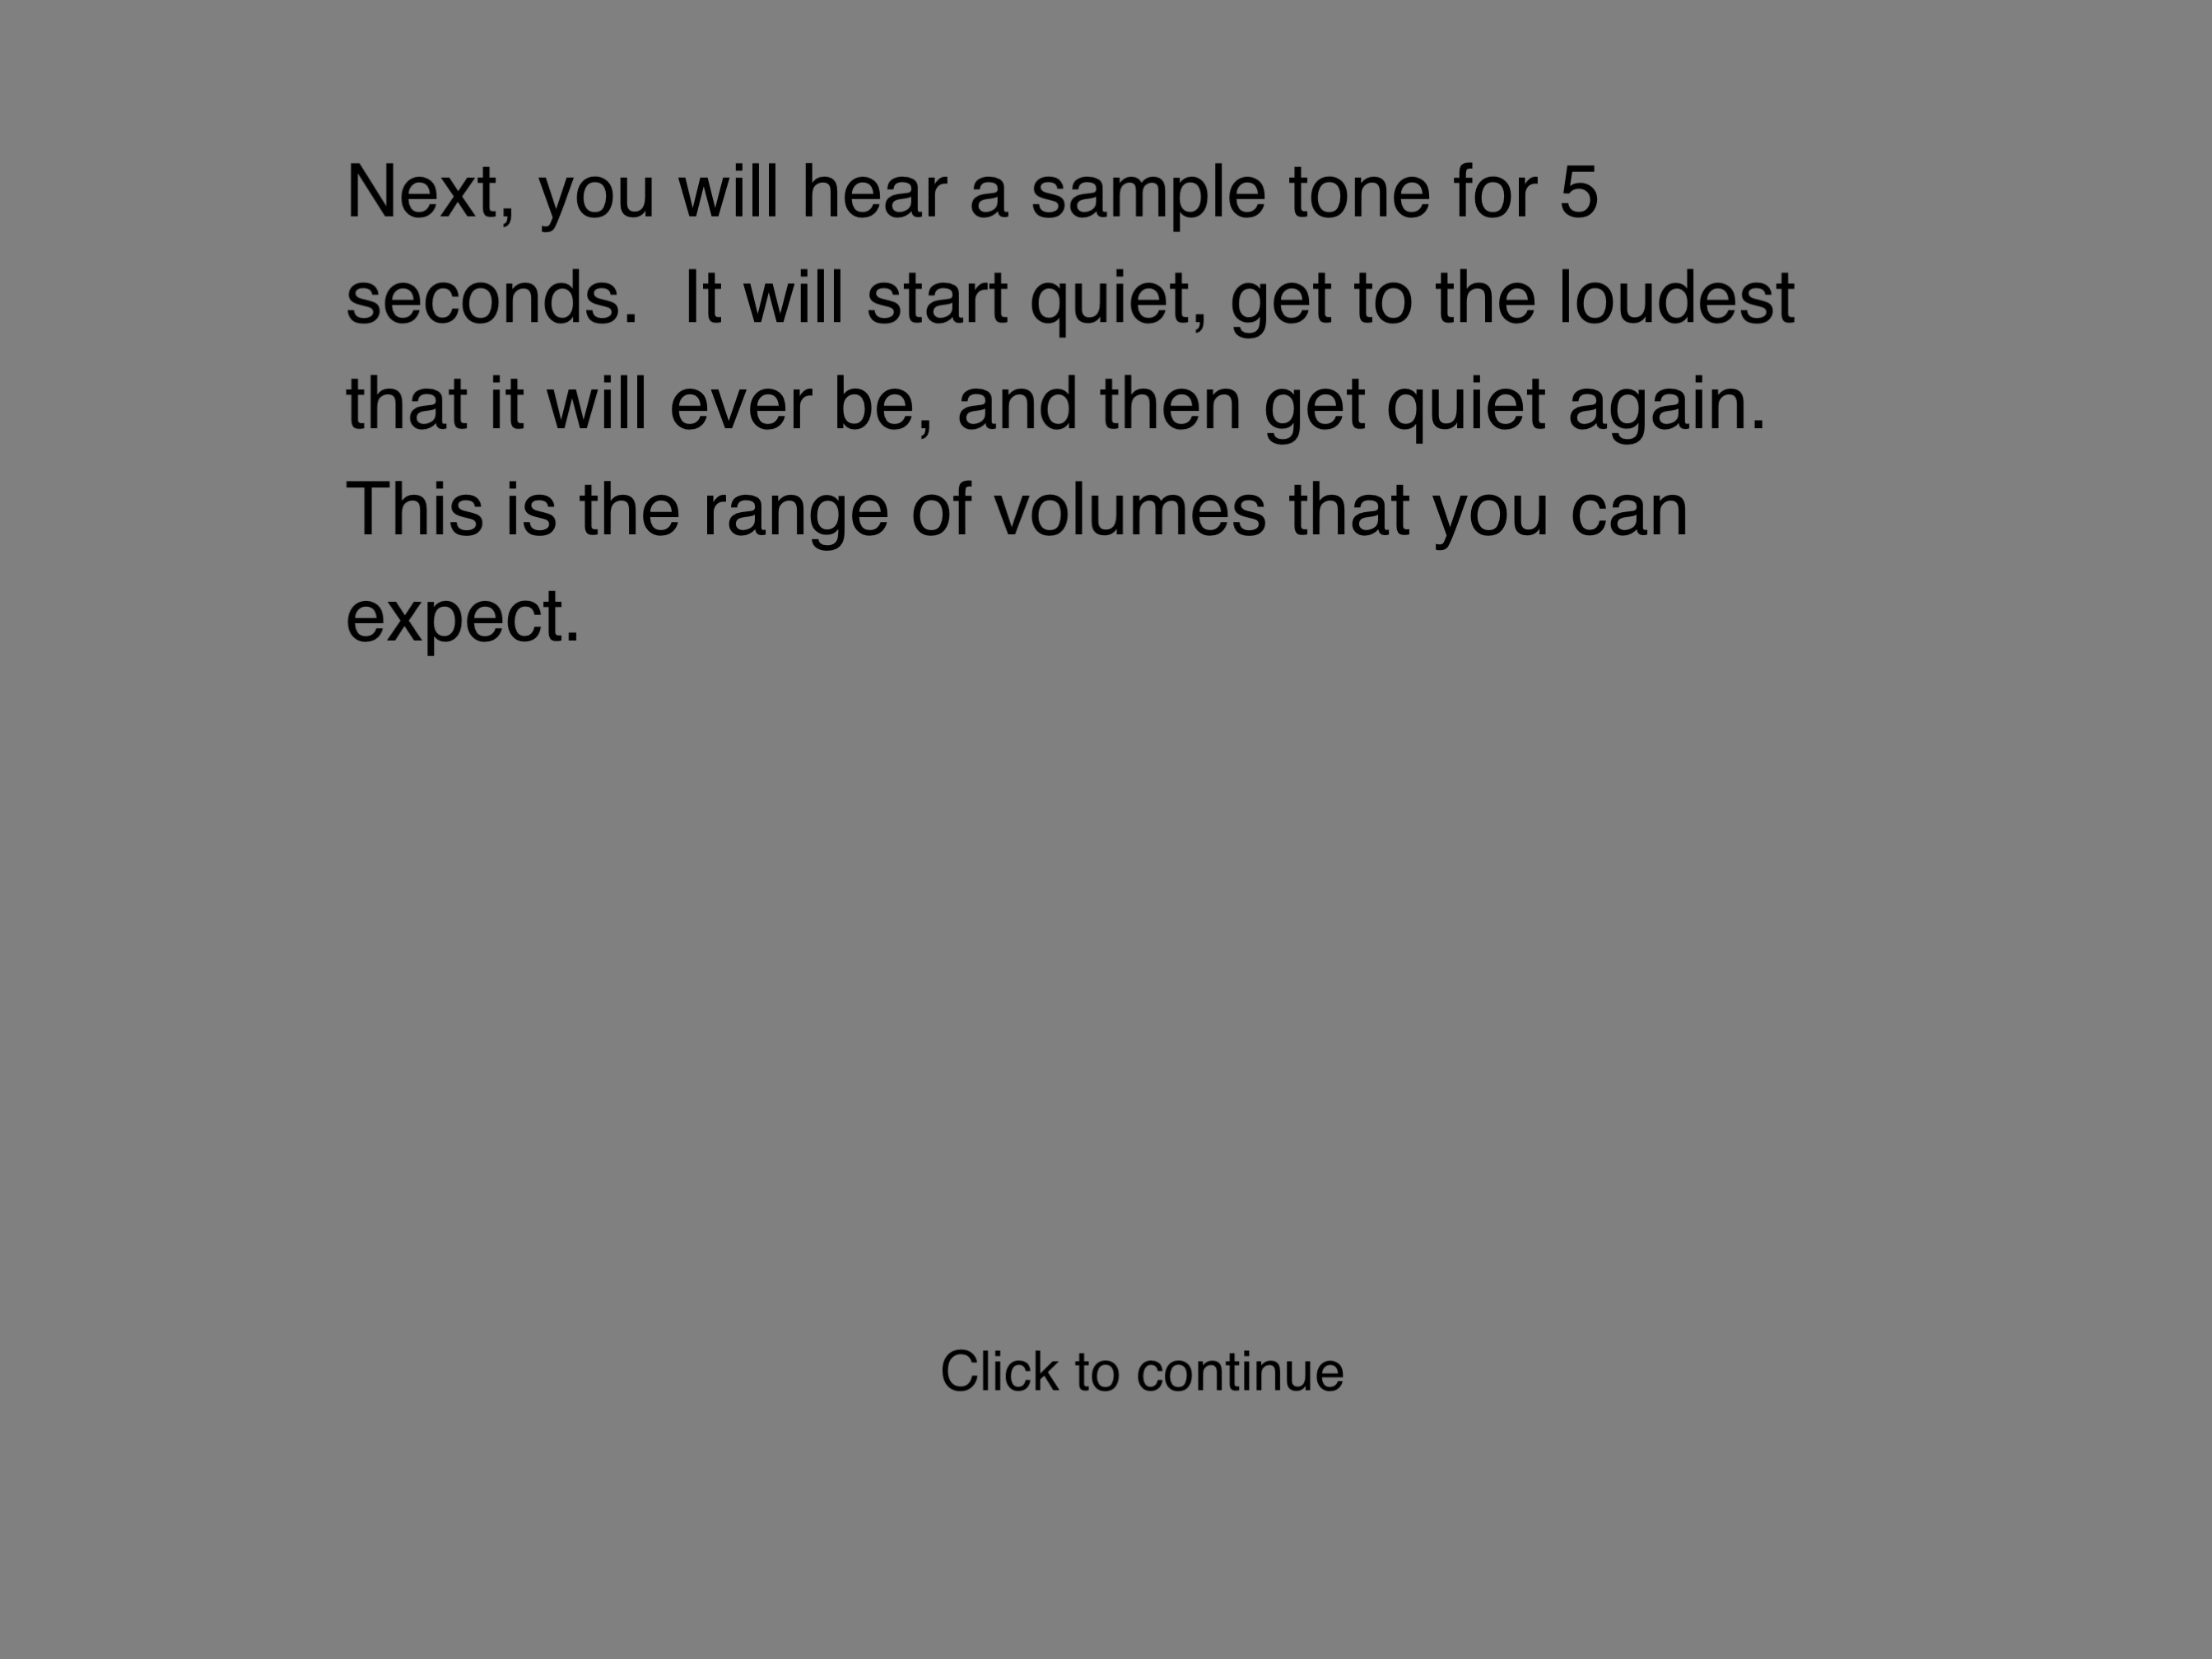 Next, you will hear a sample tone for 5
seconds.  It will start quiet, get to the loudest
that it will ever be, and then get quiet again.
This is the range of volumes that you can
expect.
Click to continue